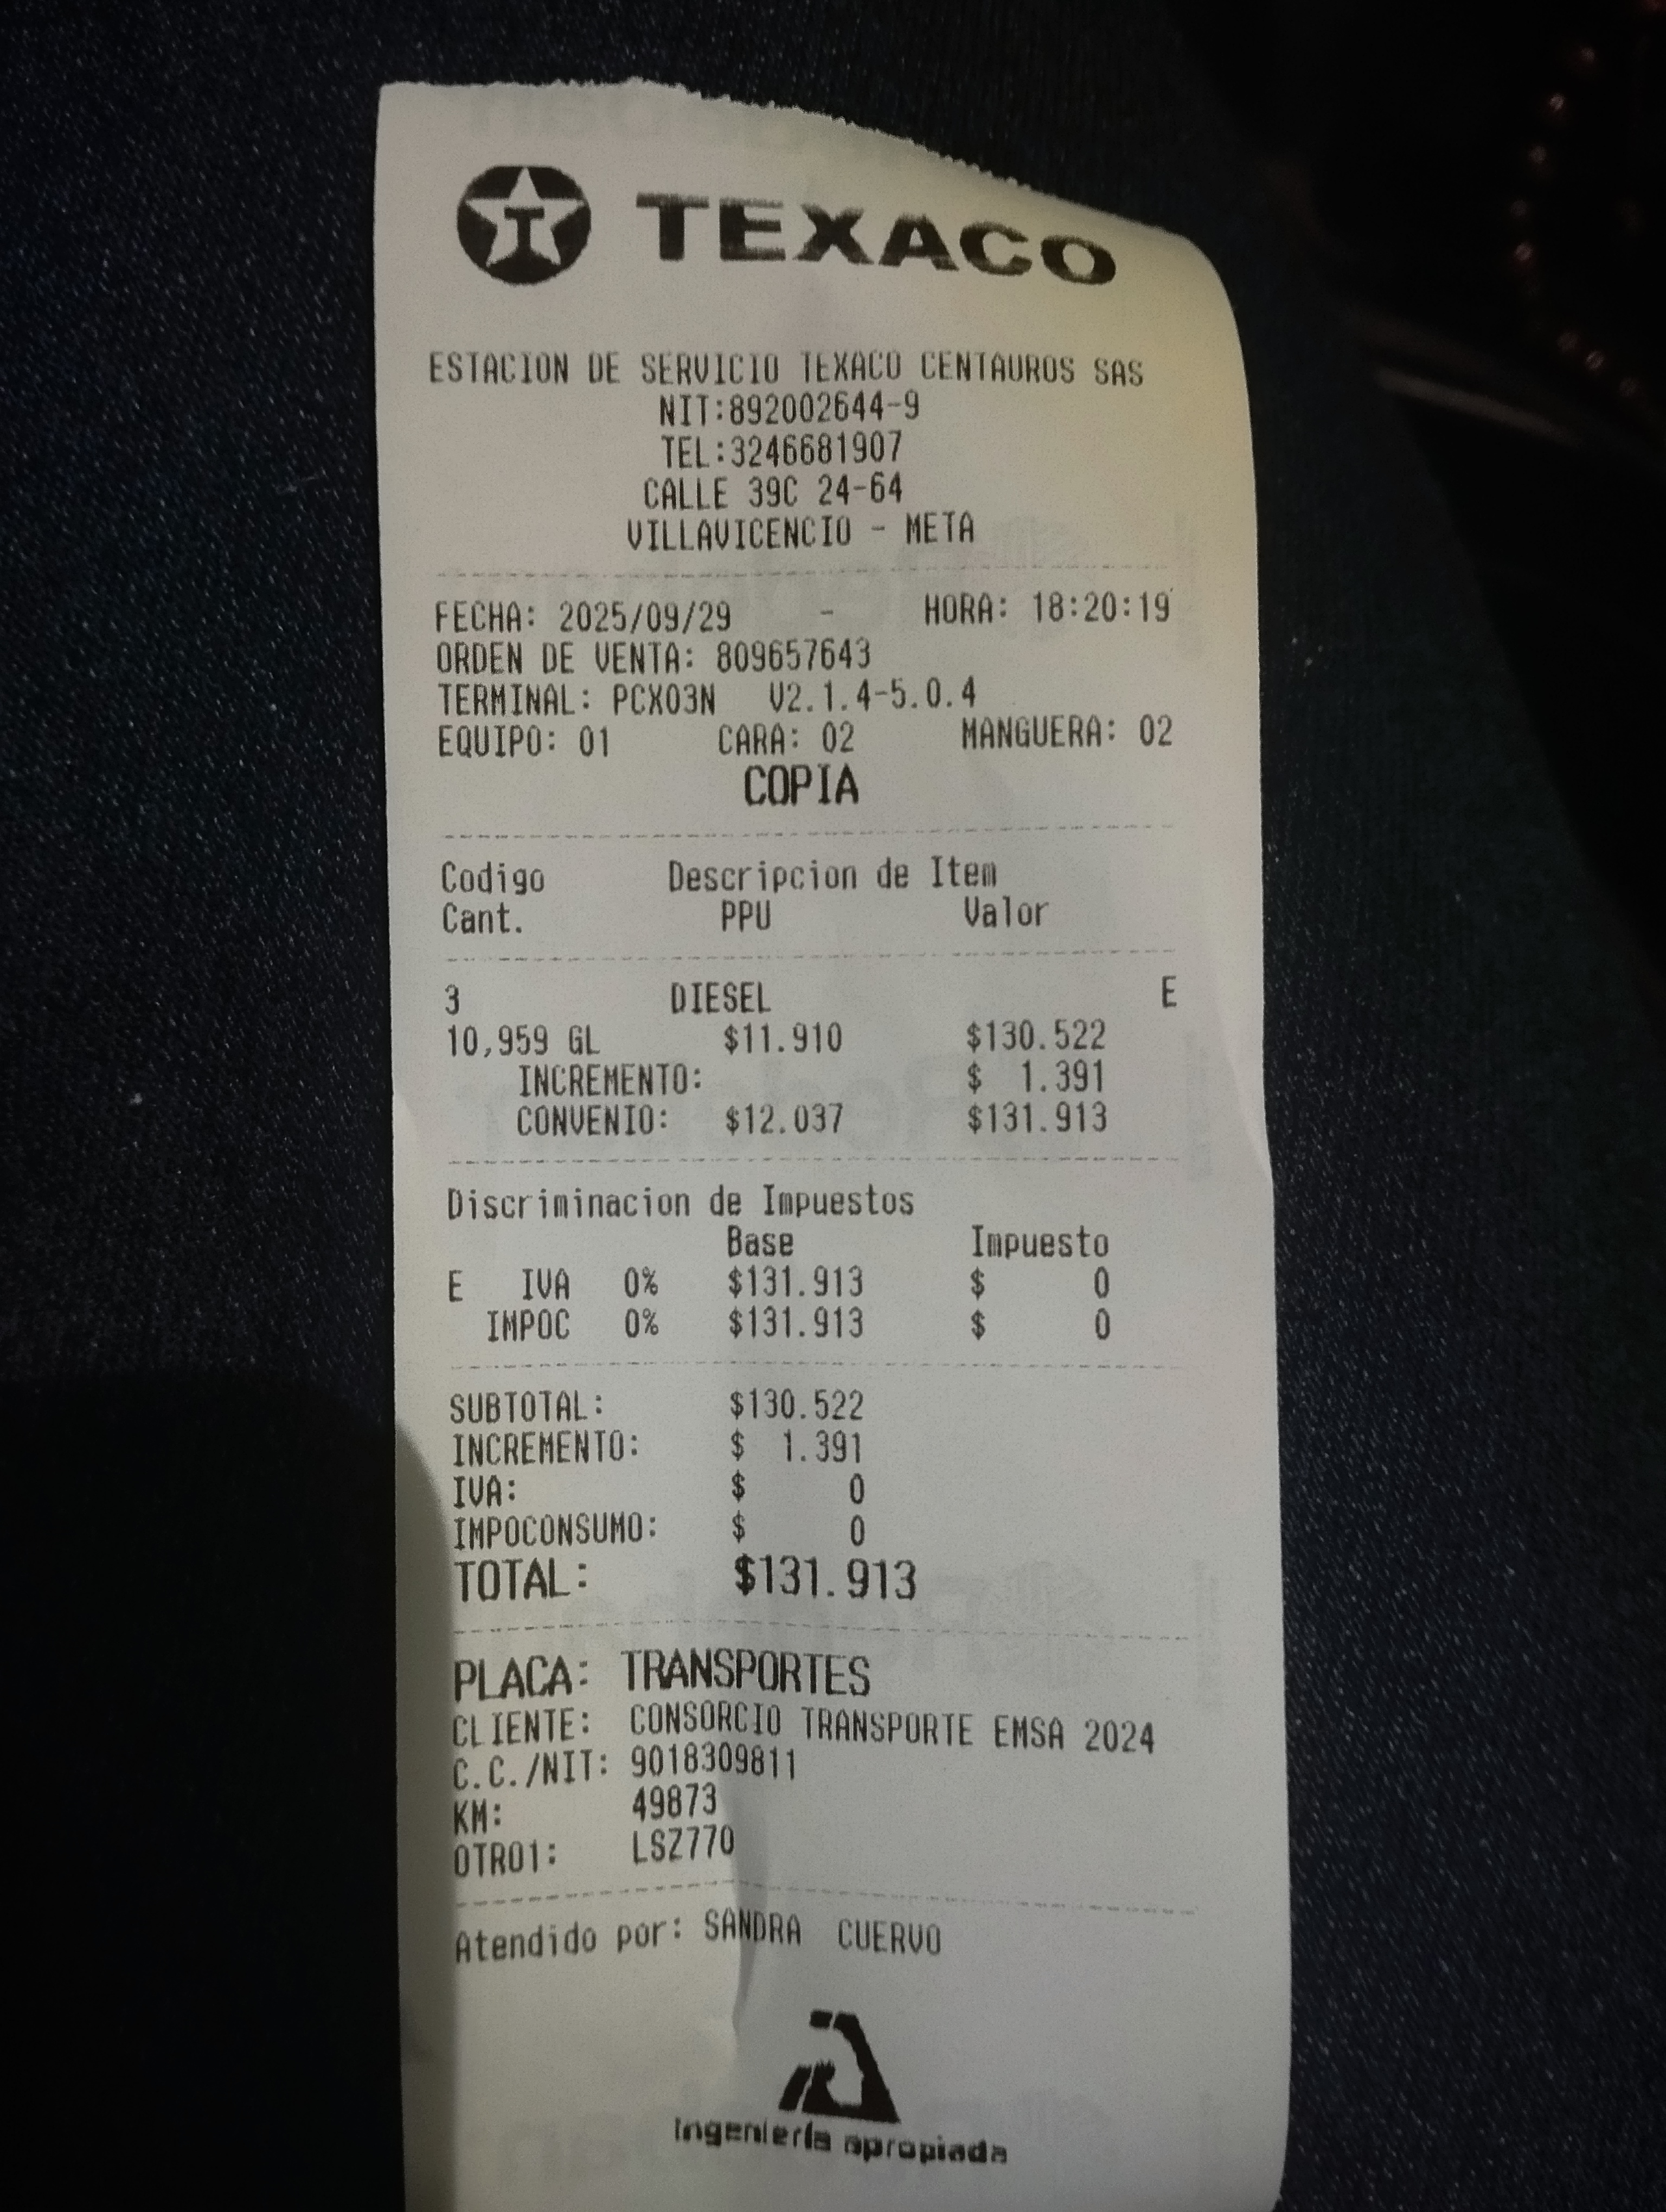 TEXACO
ESTACION DE SERVICIO TEXACO CENTAUROS SAS
NIT:892002644-9
TEL:3246681907
CALLE 39C 24-64
VILLAVICENCIO - META
FECHA: 2025/09/29 - HORA: 18:20:19
ORDEN DE VENTA: 809657643
TERMINAL: PCX03N V2.1.4-5.0.4
EQUIPO: 01 CARA: 02 MANGUERA: 02
COPIA
Codigo Descripcion de Item
Cant. PPU Valor
3 DIESEL E
10,959 GL $11.910 $130.522
INCREMENTO: $ 1.391
CONVENIO: $12.037 $131.913
Discriminacion de Impuestos
Base Impuesto
E IVA 0% $131.913 $ 0
IMPOC 0% $131.913 $ 0
SUBTOTAL: $130.522
INCREMENTO: $ 1.391
IVA: $ 0
IMPOCONSUMO: $ 0
TOTAL: $131.913
PLACA: TRANSPORTES
CLIENTE: CONSORCIO TRANSPORTE EMSA 2024
C.C./NIT: 9018309811
KM: 49873
OTRO1: LSZ770
Atendido por: SANDRA CUERVO
Ingeniería apropiada